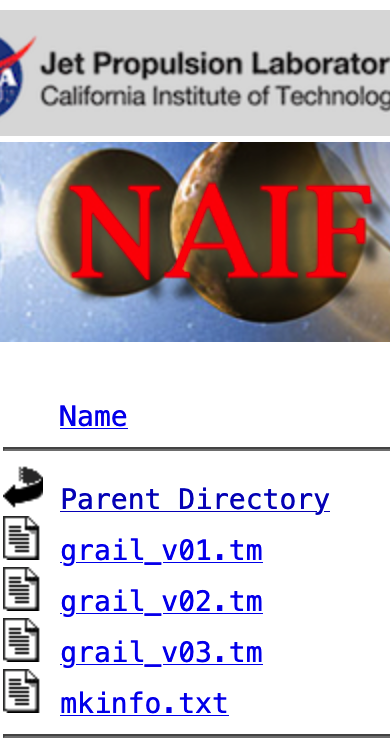 Jet Propulsion Laborator
California Institute of Technolog
NAIF
Name
Parent Directory
grail_v01.tm
grail_v02.tm
grail_v03.tm
mkinfo.txt